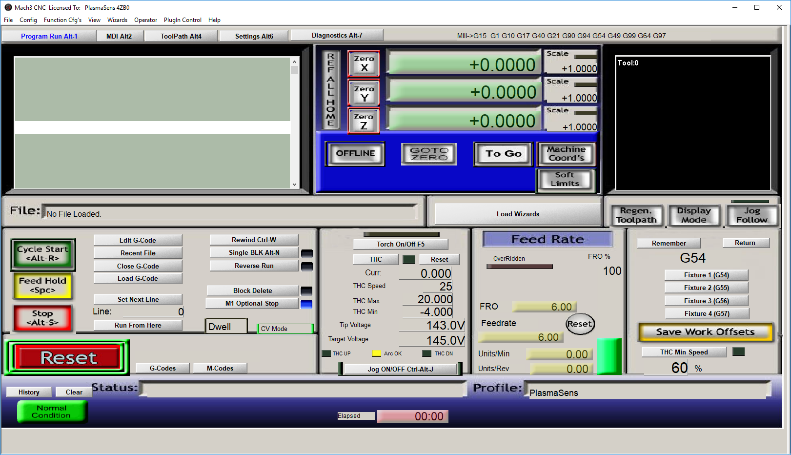 Mach3 CNC Licensed To: - PlasmaSens 4Z80
File Config Function Cfg's View Wizards Operator PlugIn Control Help
Program Run Alt-1 MDI Alt2 ToolPath Alt4 Settings Alt6 Diagnostics Alt-7 Mill->G15 G1 G10 G17 G40 G21 G90 G94 G54 G49 G99 G64 G97
REF ALL HOME
Zero X +0.0000 Scale +1.0000
Zero Y +0.0000 Scale +1.0000
Zero Z +0.0000 Scale +1.0000
OFFLINE GOTO ZERO To Go Machine Coord's
Soft Limits
Tool:0
File: No File Loaded.
Load Wizards
Regen. Toolpath Display Mode Jog Follow
Cycle Start <Alt-R>
Feed Hold <Spc>
Stop <Alt-S>
Edit G-Code
Recent File
Close G-Code
Load G-Code
Set Next Line
Line: 0
Run From Here
Rewind Ctrl-W
Single BLK Alt-N
Reverse Run
Block Delete
M1 Optional Stop
Dwell CV Mode
Reset
G-Codes M-Codes
Torch On/Off F5
THC Reset
Curr 0.000
THC Speed 25
THC Max 20.000
THC Min -4.000
Tip Voltage 143.0V
Target Voltage 145.0V
THC UP Arc OK THC DN
Jog ON/OFF Ctrl-Alt-J
Feed Rate
OverRidden FRO %
100
FRO 6.00
Feedrate Reset
6.00
Units/Min 0.00
Units/Rev 0.00
Remember Return
G54
Fixture 1 (G54)
Fixture 2 (G55)
Fixture 3 (G56)
Fixture 4 (G57)
Save Work Offsets
THC Min Speed
60 %
History Clear Status: Profile: PlasmaSens
Normal Condition
Elapsed 00:00